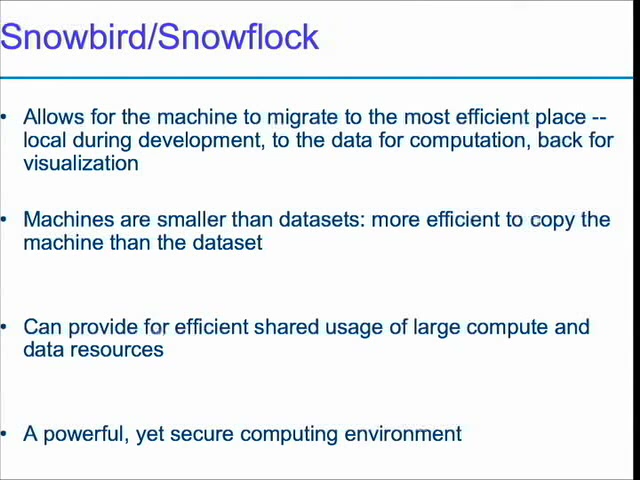 Snowbird/Snowflock
• Allows for the machine to migrate to the most efficient place --
local during development, to the data for computation, back for
visualization
• Machines are smaller than datasets: more efficient to copy the
machine than the dataset
• Can provide for efficient shared usage of large compute and
data resources
• A powerful, yet secure computing environment